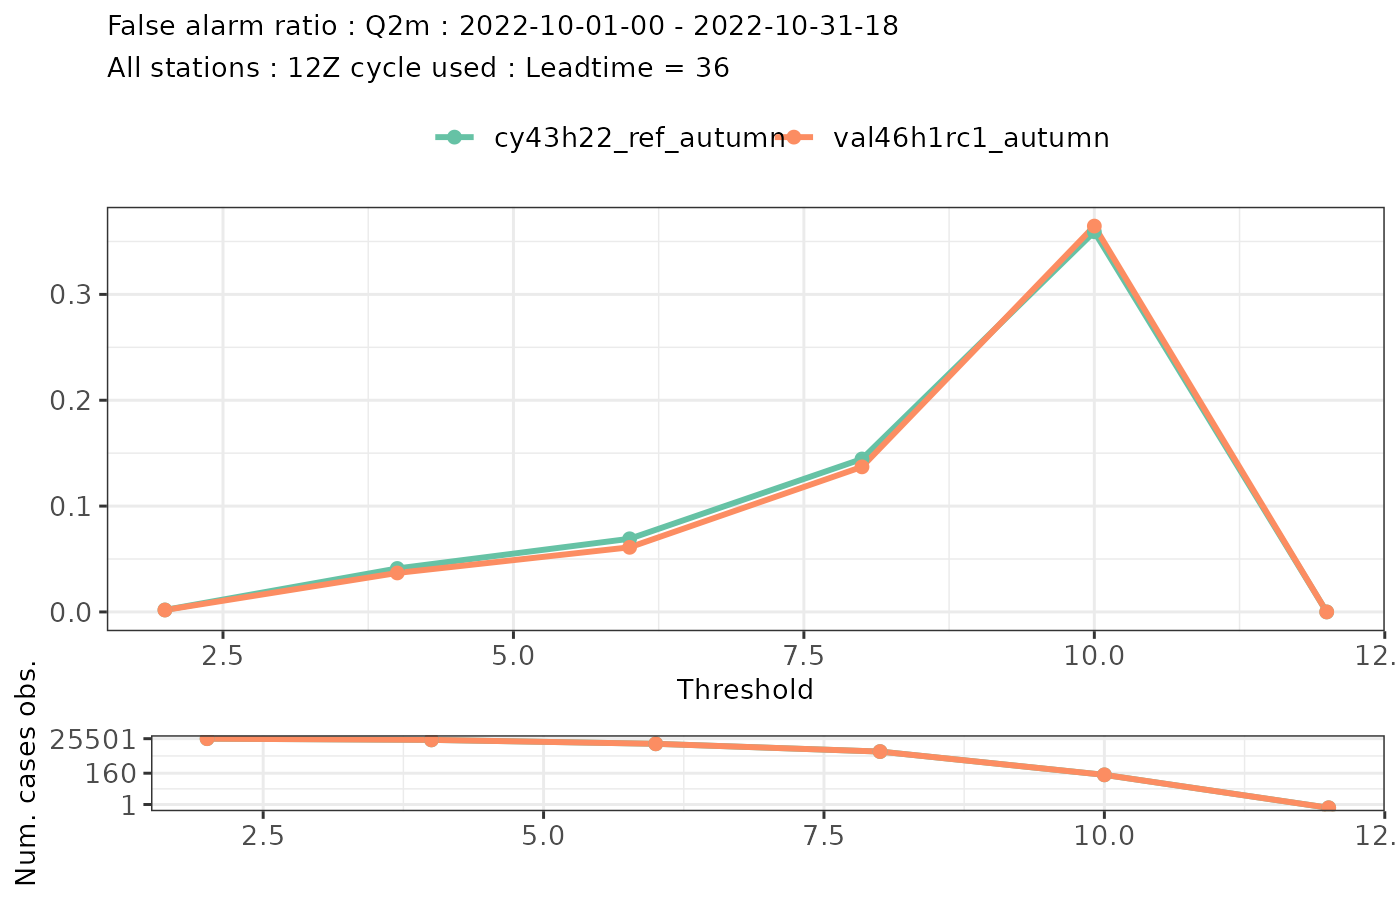 False alarm ratio : Q2m : 2022-10-01-00 - 2022-10-31-18
All stations : 12Z cycle used : Leadtime = 36
cy43h22_ref_autumn val46h1rc1_autumn
0.3
0.2
0.1
0.0
2.5 5.0 7.5 10.0 12.
Threshold
Num. cases obs.
25501
160
1
2.5 5.0 7.5 10.0 12.